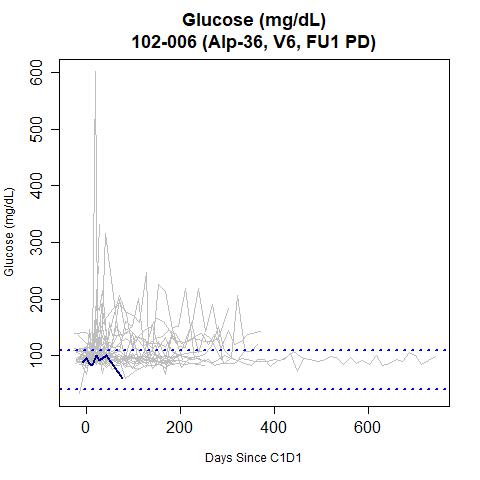 Glucose (mg/dL)
102-006 (Alp-36, V6, FU1 PD)
Glucose (mg/dL)
600
500
400
300
200
100
0 200 400 600
Days Since C1D1